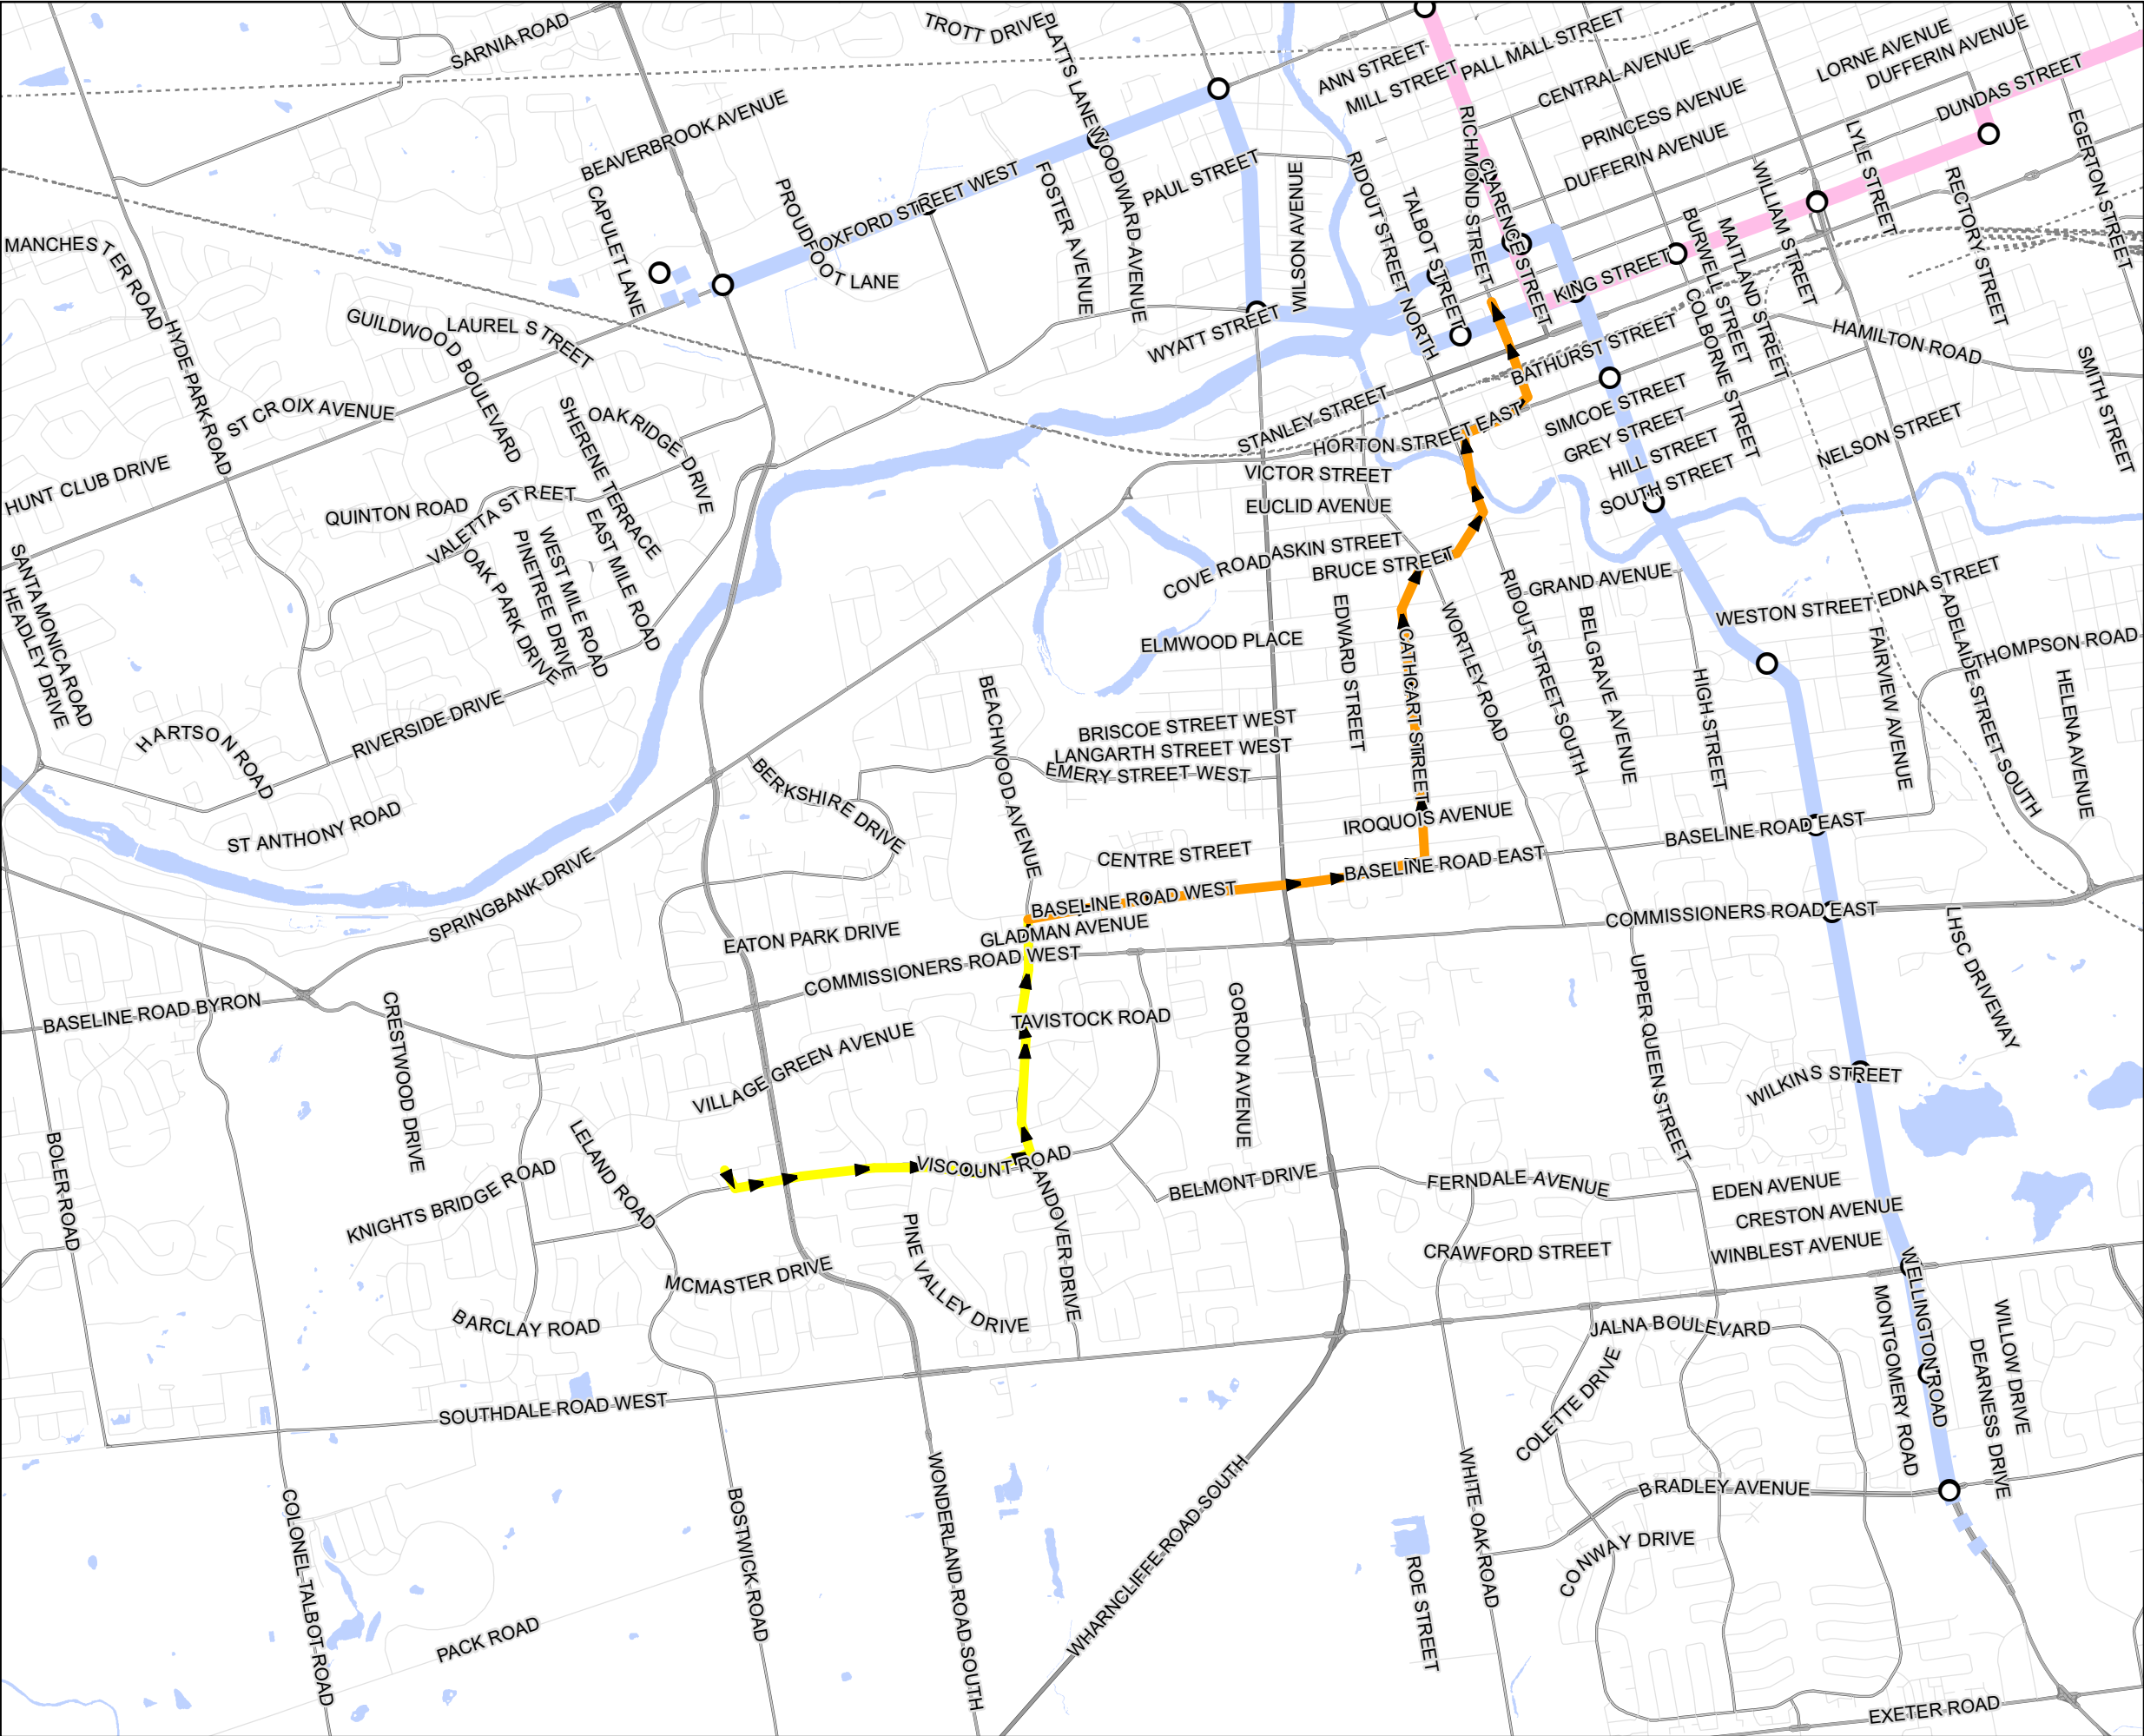 SARNIA ROAD
TROTT DRIVE
PLATTS LANE
ANN STREET
MILL STREET
PALL MALL STREET
CENTRAL AVENUE
LORNE AVENUE
DUFFERIN AVENUE
DUNDAS STREET
PRINCESS AVENUE
DUFFERIN AVENUE
BEAVERBROOK AVENUE
CAPULET LANE
PROUDFOOT LANE
OXFORD STREET WEST
FOSTER AVENUE
WOODWARD AVENUE
PAUL STREET
WILSON AVENUE
RIDOUT STREET NORTH
TALBOT STREET
RICHMOND STREET
CLARENCE STREET
KING STREET
BURWELL STREET
MAITLAND STREET
WILLIAM STREET
LYLE STREET
RECTORY STREET
EGERTON STREET
MANCHESTER ROAD
HYDE PARK ROAD
GUILDWOOD BOULEVARD
LAUREL STREET
WYATT STREET
BATHURST STREET
COLBORNE STREET
HAMILTON ROAD
SMITH STREET
ST CROIX AVENUE
SHERENE TERRACE
OAKRIDGE DRIVE
STANLEY STREET
HORTON STREET EAST
SIMCOE STREET
GREY STREET
HILL STREET
SOUTH STREET
NELSON STREET
HUNT CLUB DRIVE
QUINTON ROAD
VALETTA STREET
VICTOR STREET
EUCLID AVENUE
SANTA MONICA ROAD
HEADLEY DRIVE
OAK PARK DRIVE
PINETREE DRIVE
WEST MILE ROAD
EAST MILE ROAD
COVE ROAD
ASKIN STREET
BRUCE STREET
GRAND AVENUE
WESTON STREET
EDNA STREET
ADELAIDE STREET SOUTH
THOMPSON ROAD
ELMWOOD PLACE
EDWARD STREET
CATHCART STREET
WORTLEY ROAD
RIDOUT STREET SOUTH
BELGRAVE AVENUE
HIGH STREET
FAIRVIEW AVENUE
HELENA AVENUE
HARTSON ROAD
RIVERSIDE DRIVE
BEACHWOOD AVENUE
BRISCOE STREET WEST
LANGARTH STREET WEST
EMERY STREET WEST
BERKSHIRE DRIVE
ST ANTHONY ROAD
IROQUOIS AVENUE
BASELINE ROAD EAST
CENTRE STREET
BASELINE ROAD EAST
SPRINGBANK DRIVE
BASELINE ROAD WEST
GLADMAN AVENUE
COMMISSIONERS ROAD EAST
EATON PARK DRIVE
COMMISSIONERS ROAD WEST
LHSC DRIVEWAY
UPPER QUEEN STREET
BASELINE ROAD BYRON
CRESTWOOD DRIVE
TAVISTOCK ROAD
GORDON AVENUE
VILLAGE GREEN AVENUE
WILKINS STREET
BOLER ROAD
LELAND ROAD
KNIGHTS BRIDGE ROAD
VISCOUNT ROAD
ANDOVER DRIVE
BELMONT DRIVE
FERNDALE AVENUE
EDEN AVENUE
CRESTON AVENUE
WINBLEST AVENUE
CRAWFORD STREET
PINE VALLEY DRIVE
MCMASTER DRIVE
BARCLAY ROAD
JALNA BOULEVARD
WELLINGTON ROAD
MONTGOMERY ROAD
WILLOW DRIVE
DEARNESS DRIVE
COLETTE DRIVE
SOUTHDALE ROAD WEST
BRADLEY AVENUE
CONWAY DRIVE
COLONEL TALBOT ROAD
BOSTWICK ROAD
WONDERLAND ROAD SOUTH
WHARNCLIFFE ROAD SOUTH
WHITE OAK ROAD
ROE STREET
PACK ROAD
EXETER ROAD